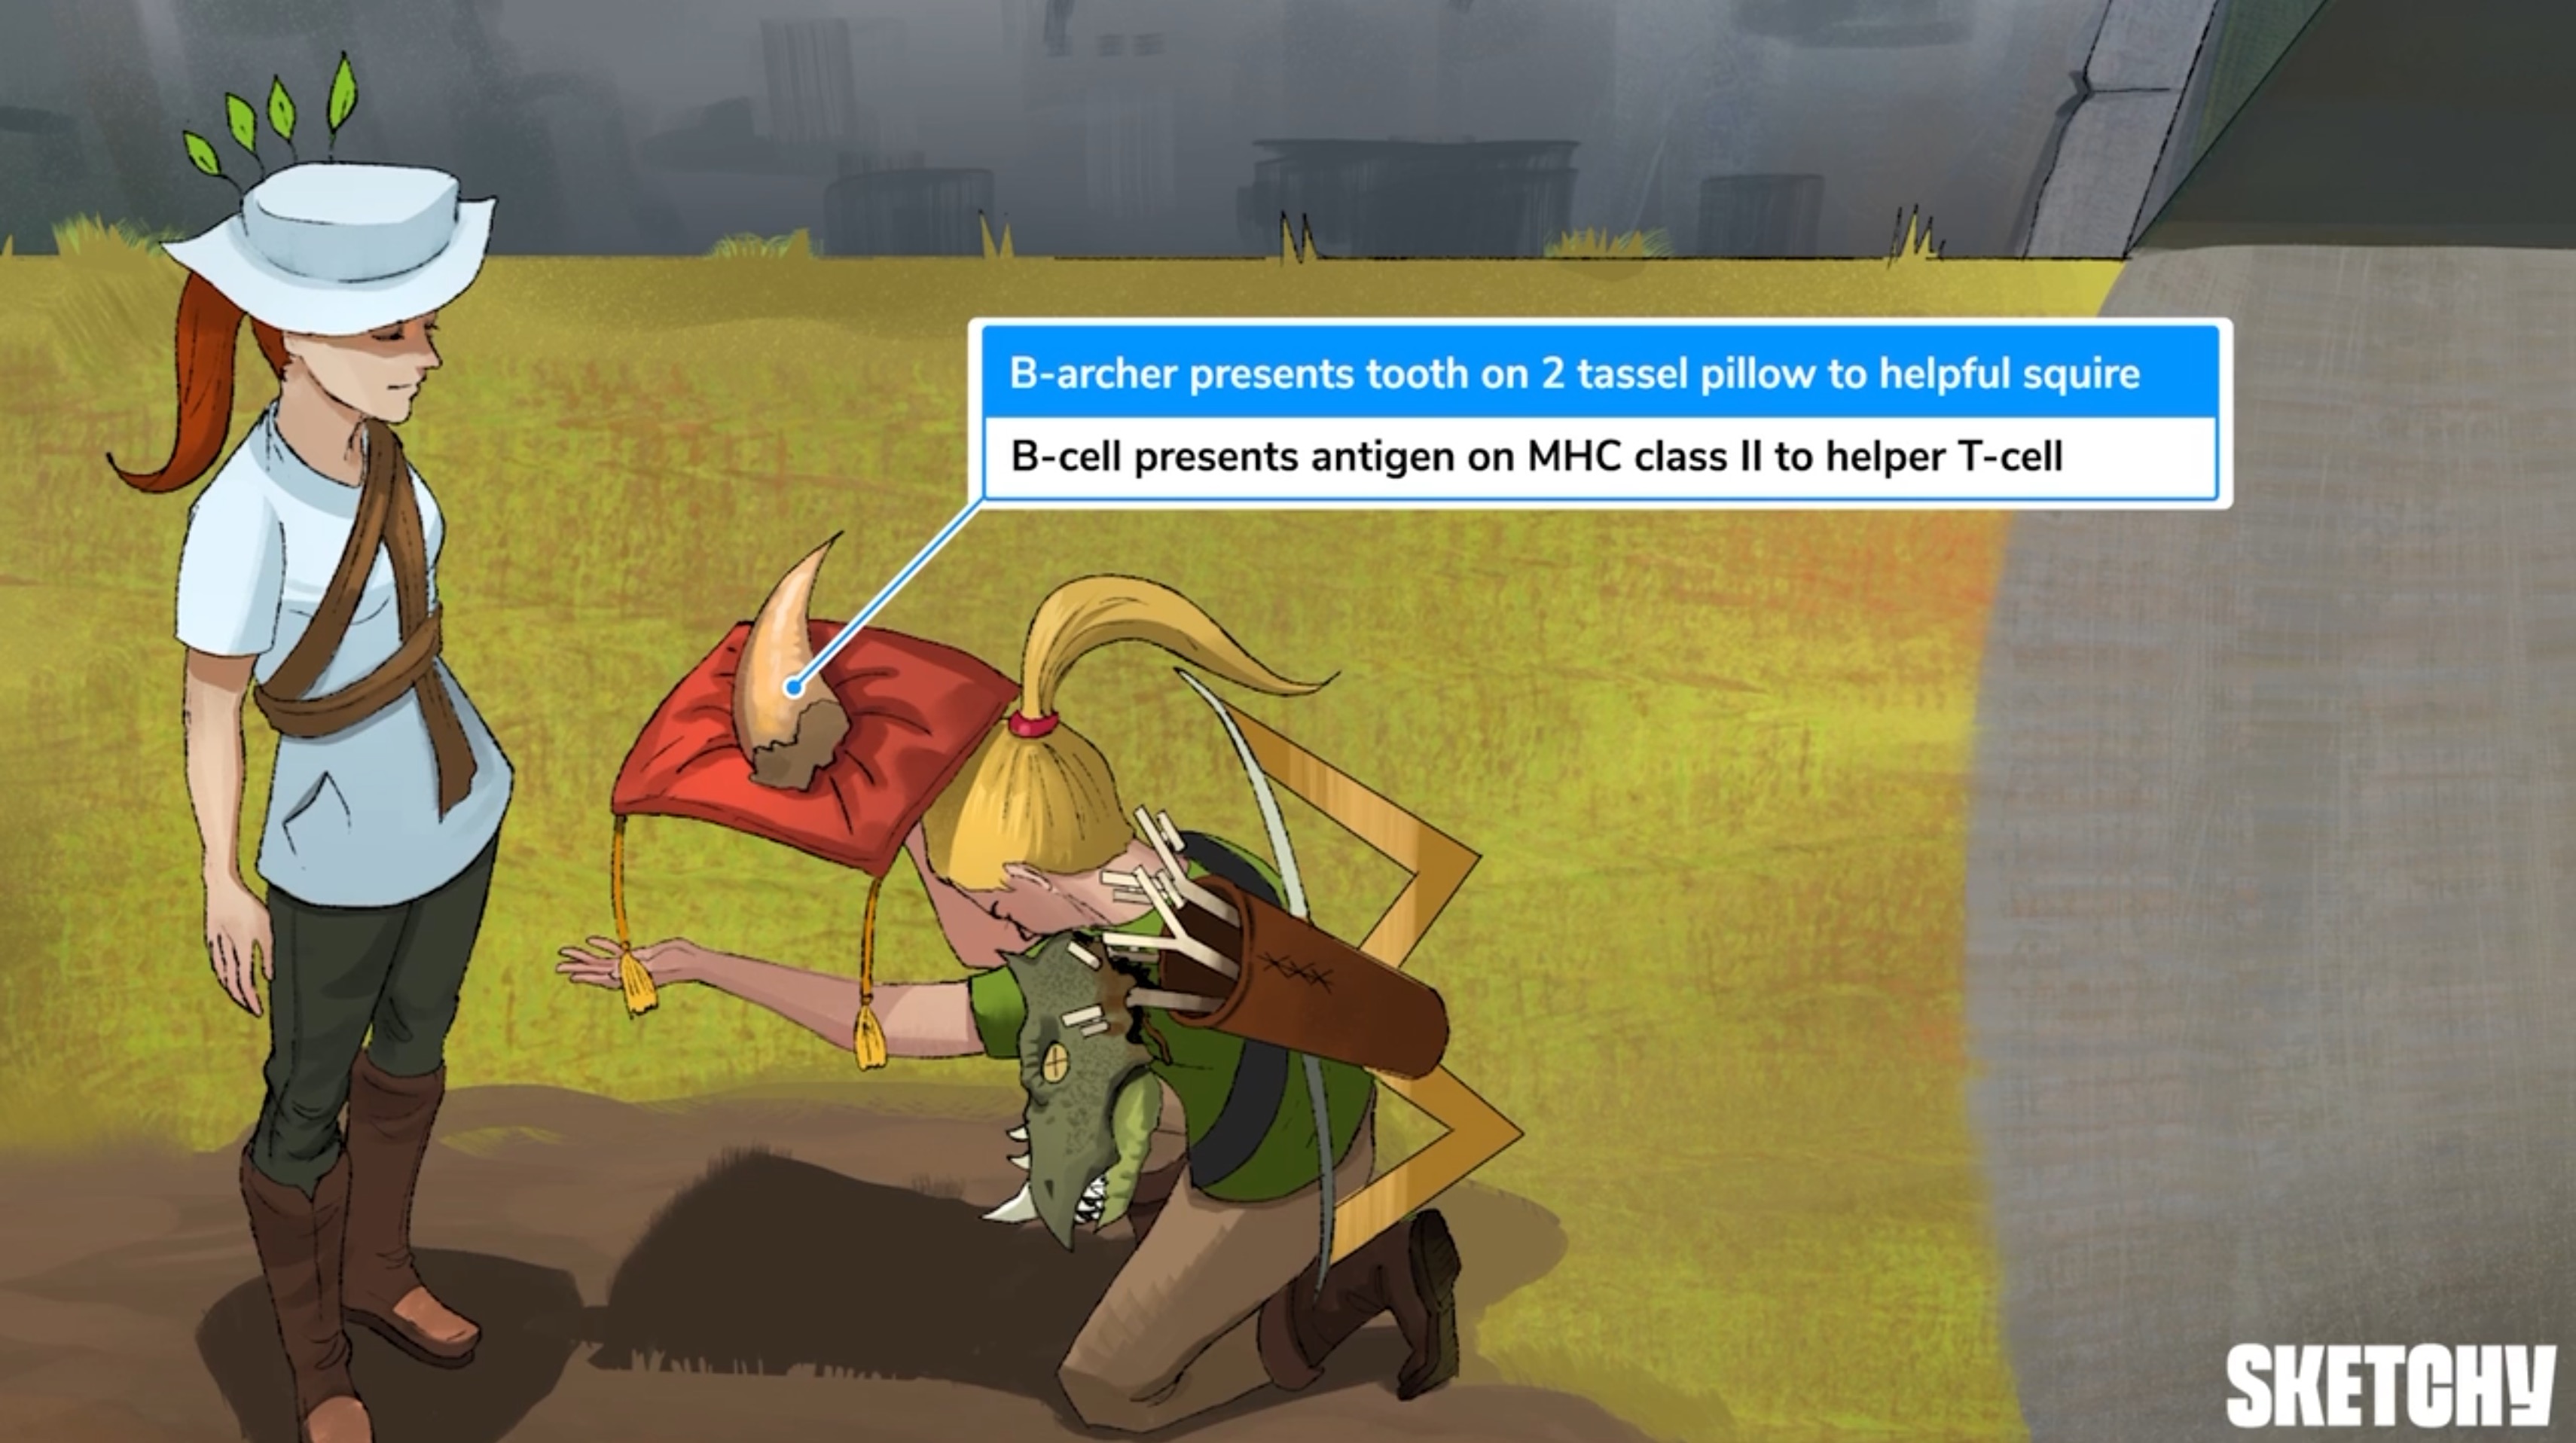 B-archer presents tooth on 2 tassel pillow to helpful squire
B-cell presents antigen on MHC class II to helper T-cell
SKETCHY